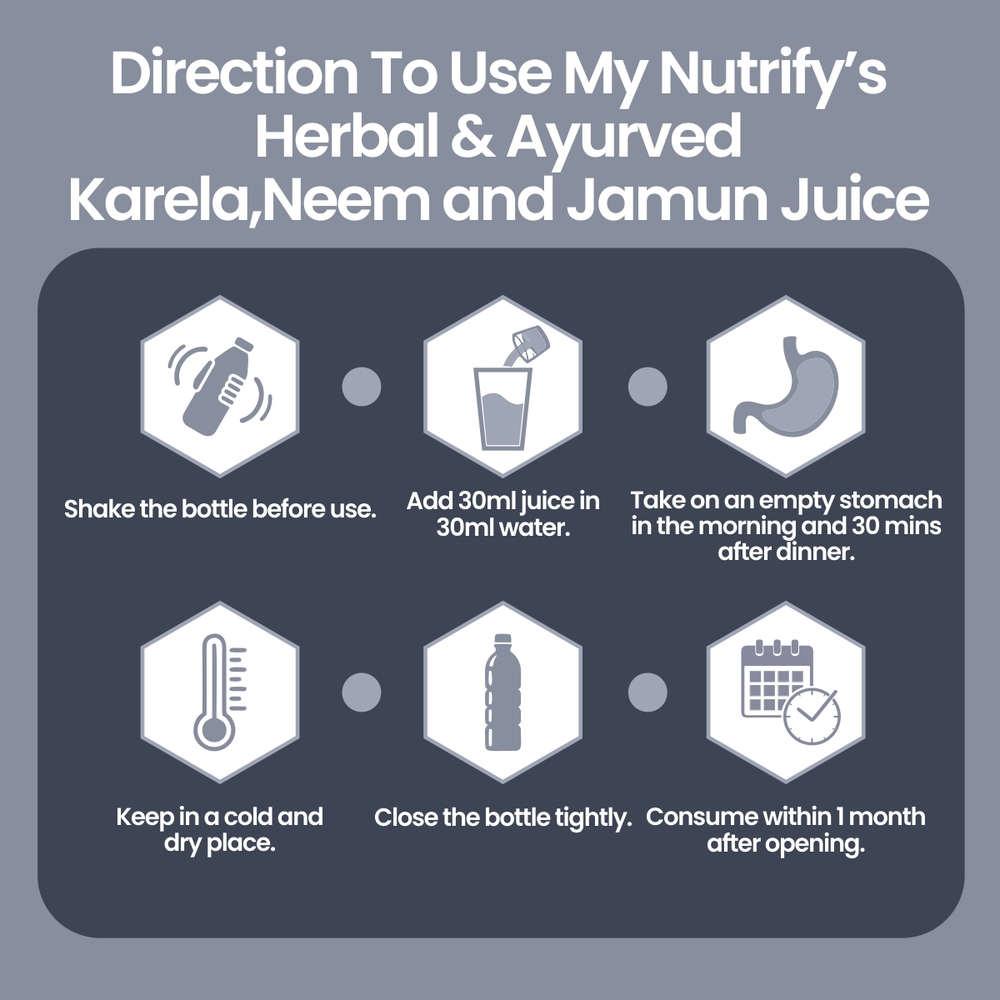 Direction To Use My Nutrify’s
Herbal & Ayurved
Karela,Neem and Jamun Juice
Shake the bottle before use.
Add 30ml juice in
30ml water.
Take on an empty stomach
in the morning and 30 mins
after dinner.
Keep in a cold and
dry place.
Close the bottle tightly.
Consume within 1 month
after opening.